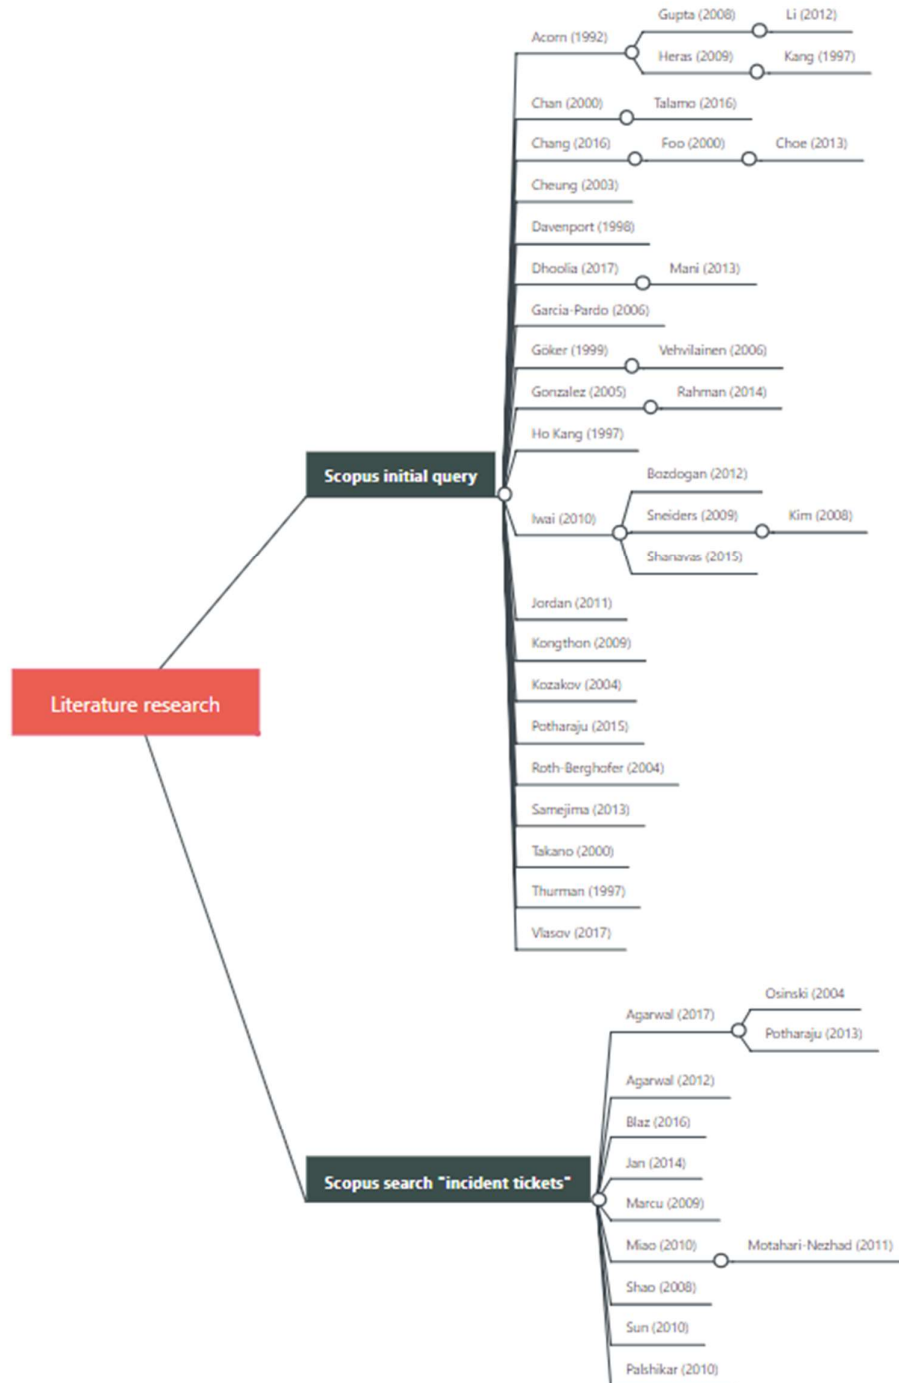 Literature research
Scopus initial query
Acorn (1992)
Gupta (2008)
Li (2012)
Heras (2009)
Kang (1997)
Chan (2000)
Talamo (2016)
Chang (2016)
Foo (2000)
Choe (2013)
Cheung (2003)
Davenport (1998)
Dhoolia (2017)
Mani (2013)
Garcia-Pardo (2006)
Göker (1999)
Vehvilainen (2006)
Gonzalez (2005)
Rahman (2014)
Ho Kang (1997)
Iwai (2010)
Bozdogan (2012)
Sneiders (2009)
Kim (2008)
Shanavas (2015)
Jordan (2011)
Kongthon (2009)
Kozakov (2004)
Potharaju (2015)
Roth-Berghofer (2004)
Samejima (2013)
Takano (2000)
Thurman (1997)
Vlasov (2017)
Scopus search "incident tickets"
Agarwal (2017)
Osinski (2004
Potharaju (2013)
Agarwal (2012)
Blaz (2016)
Jan (2014)
Marcu (2009)
Miao (2010)
Motahari-Nezhad (2011)
Shao (2008)
Sun (2010)
Palshikar (2010)